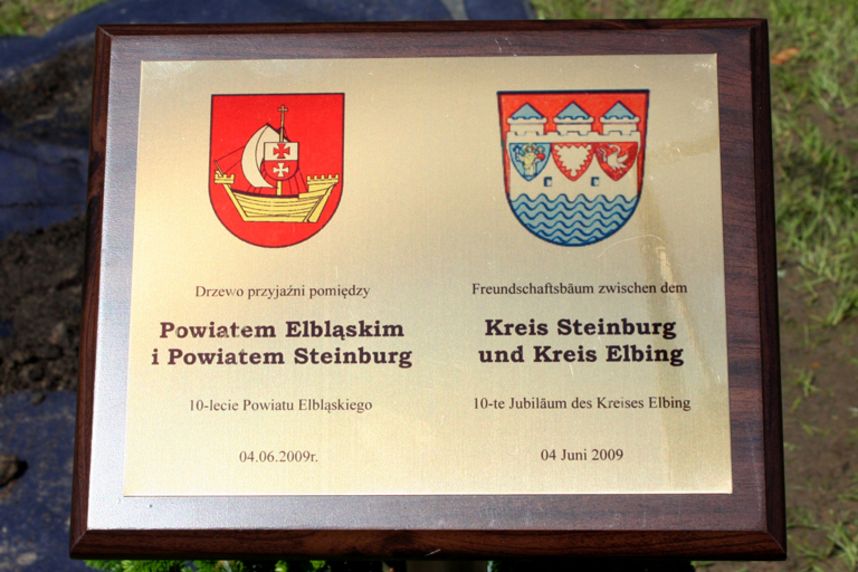 Drzewo przyjaźni pomiędzy
Powiatem Elbląskim
i Powiatem Steinburg
10-lecie Powiatu Elbląskiego
04.06.2009r.
Freundschaftsbäum zwischen dem
Kreis Steinburg
und Kreis Elbing
10-te Jubiläum des Kreises Elbing
04 Juni 2009